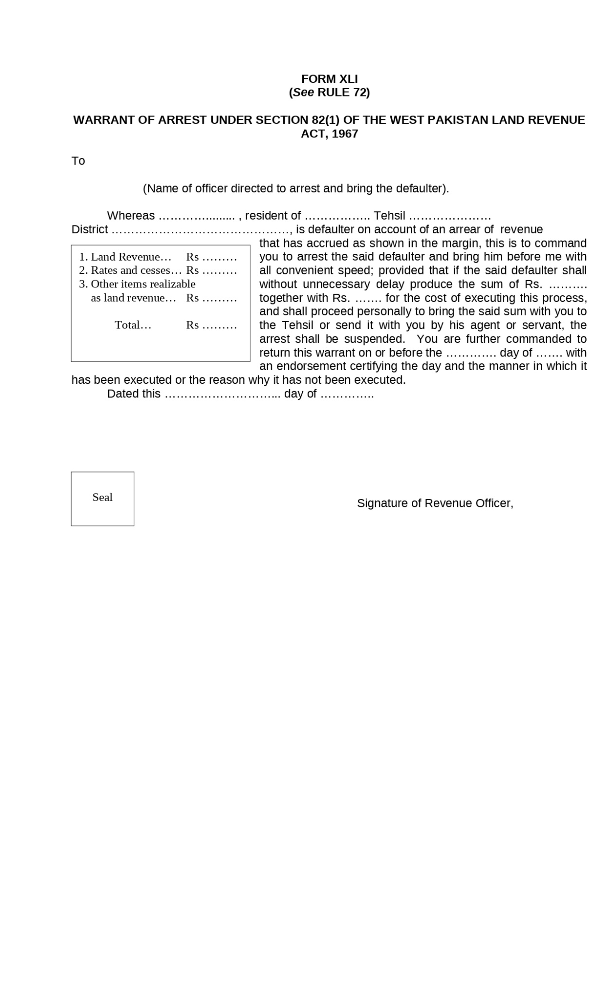 FORM XLI
(See RULE 72)
WARRANT OF ARREST UNDER SECTION 82(1) OF THE WEST PAKISTAN LAND REVENUE
ACT, 1967
To
(Name of officer directed to arrest and bring the defaulter).
Whereas …………......... , resident of …………….. Tehsil …………………
District ………………………………………, is defaulter on account of an arrear of  revenue
1. Land Revenue… Rs ………
2. Rates and cesses… Rs ………
3. Other items realizable
as land revenue… Rs ………
Total… Rs ………
that has accrued as shown in the margin, this is to command
you to arrest the said defaulter and bring him before me with
all convenient speed; provided that if the said defaulter shall
without unnecessary delay produce the sum of Rs. ……….
together with Rs. ……. for the cost of executing this process,
and shall proceed personally to bring the said sum with you to
the Tehsil or send it with you by his agent or servant, the
arrest shall be suspended.  You are further commanded to
return this warrant on or before the …………. day of ……. with
an endorsement certifying the day and the manner in which it
has been executed or the reason why it has not been executed.
Dated this ………………………... day of …………..
Seal
Signature of Revenue Officer,